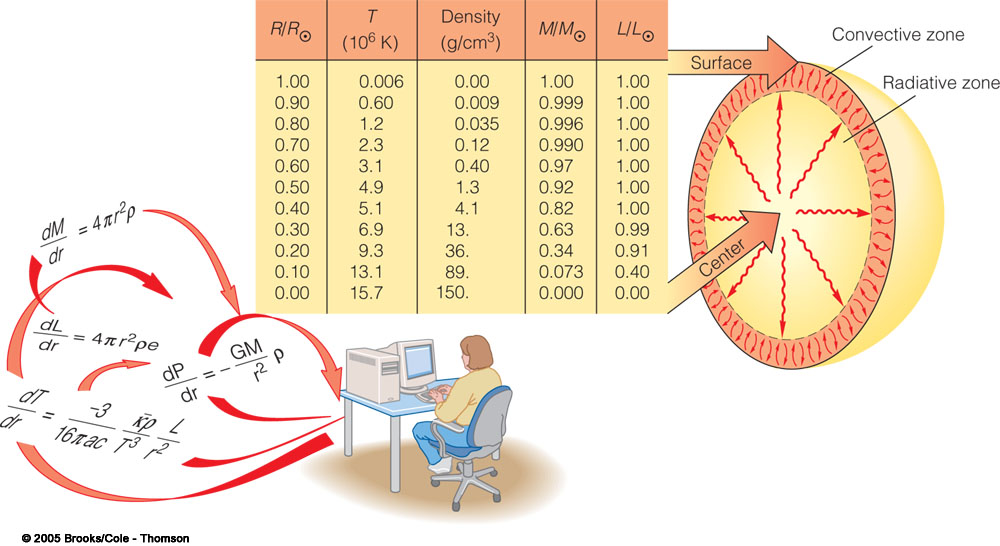 R/R☉ T (10⁶ K) Density (g/cm³) M/M☉ L/L☉
1.00 0.006 0.00 1.00 1.00
0.90 0.60 0.009 0.999 1.00
0.80 1.2 0.035 0.996 1.00
0.70 2.3 0.12 0.990 1.00
0.60 3.1 0.40 0.97 1.00
0.50 4.9 1.3 0.92 1.00
0.40 5.1 4.1 0.82 1.00
0.30 6.9 13. 0.63 0.99
0.20 9.3 36. 0.34 0.91
0.10 13.1 89. 0.073 0.40
0.00 15.7 150. 0.000 0.00
Surface
Convective zone
Radiative zone
Center
dM/dr = 4πr²ρ
dL/dr = 4πr²ρe
dP/dr = - GM/r² ρ
dT/dr = -3/16πac κ̄ρ/T³ L/r²
© 2005 Brooks/Cole - Thomson